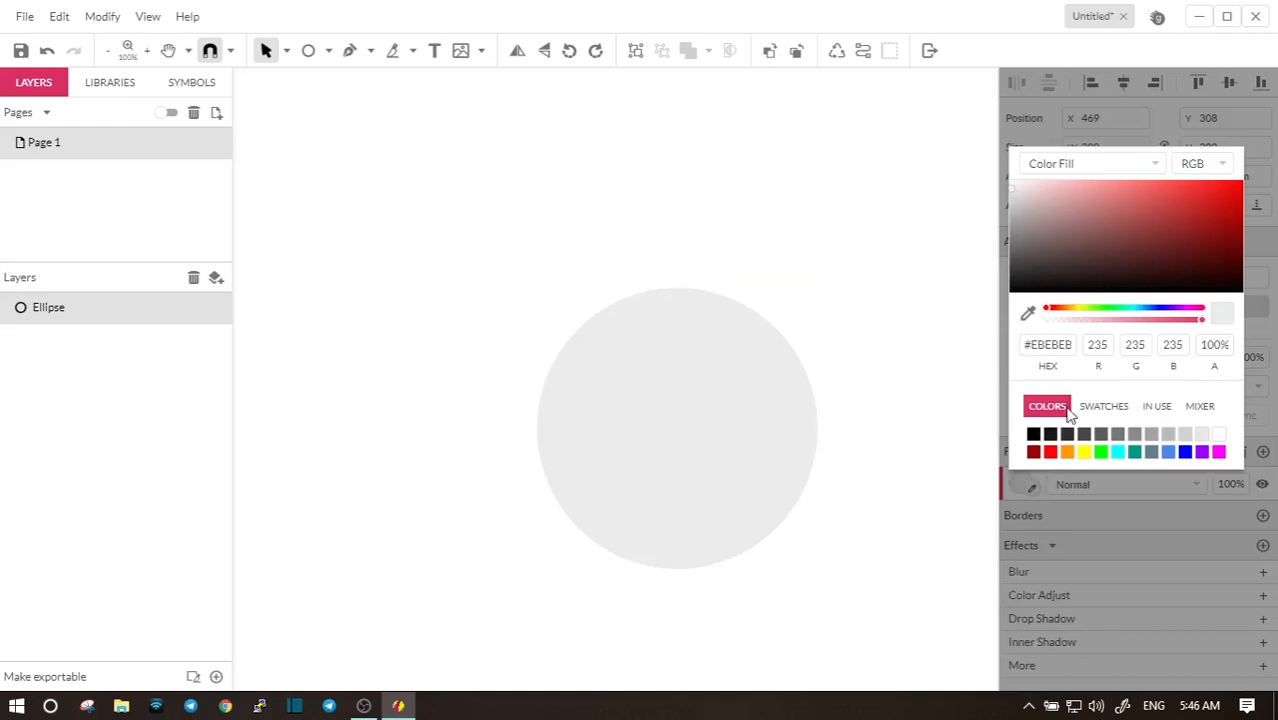 File Edit Modify View Help
Untitled*
- 100% +
LAYERS LIBRARIES SYMBOLS
Pages
Page 1
Layers
Ellipse
Make exportable
Position X 469 Y 308
Color Fill RGB
#EBEBEB 235 235 235 100%
HEX R G B A
COLORS SWATCHES IN USE MIXER
Normal 100%
Borders
Effects
Blur
Color Adjust
Drop Shadow
Inner Shadow
More
ENG 5:46 AM